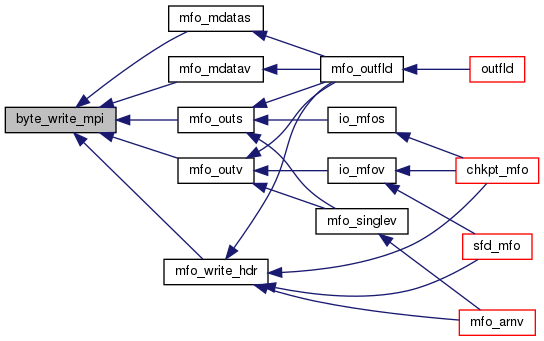 mfo_mdatas
mfo_mdatav
mfo_outfld
outfld
byte_write_mpi
mfo_outs
io_mfos
mfo_outv
io_mfov
chkpt_mfo
mfo_singlev
sfd_mfo
mfo_write_hdr
mfo_arnv